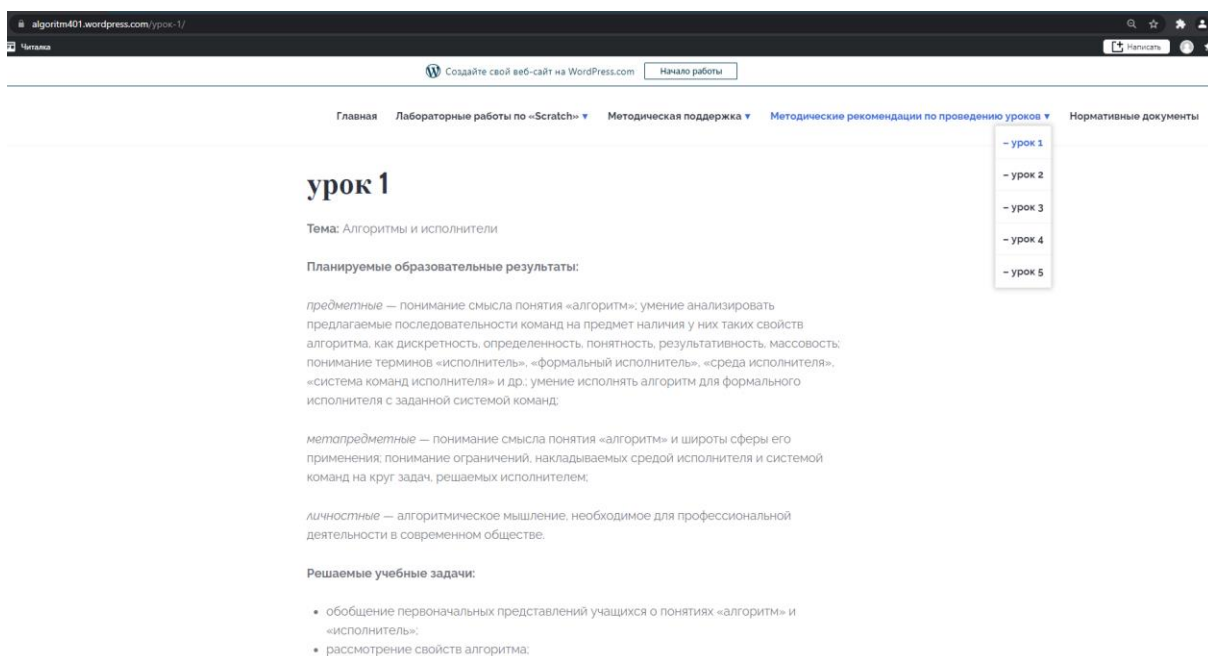 algoritm401.wordpress.com/урок-1/
Читалка
Написать
Создайте свой веб-сайт на WordPress.com
Начало работы
Главная
Лабораторные работы по «Scratch» ▾
Методическая поддержка ▾
Методические рекомендации по проведению уроков ▾
Нормативные документы
– урок 1
– урок 2
– урок 3
– урок 4
– урок 5
урок 1
Тема: Алгоритмы и исполнители
Планируемые образовательные результаты:
предметные — понимание смысла понятия «алгоритм»; умение анализировать
предлагаемые последовательности команд на предмет наличия у них таких свойств
алгоритма, как дискретность, определенность, понятность, результативность, массовость;
понимание терминов «исполнитель», «формальный исполнитель», «среда исполнителя»,
«система команд исполнителя» и др.; умение исполнять алгоритм для формального
исполнителя с заданной системой команд;
метапредметные — понимание смысла понятия «алгоритм» и широты сферы его
применения; понимание ограничений, накладываемых средой исполнителя и системой
команд на круг задач, решаемых исполнителем;
личностные — алгоритмическое мышление, необходимое для профессиональной
деятельности в современном обществе.
Решаемые учебные задачи:
• обобщение первоначальных представлений учащихся о понятиях «алгоритм» и
«исполнитель»;
• рассмотрение свойств алгоритма;